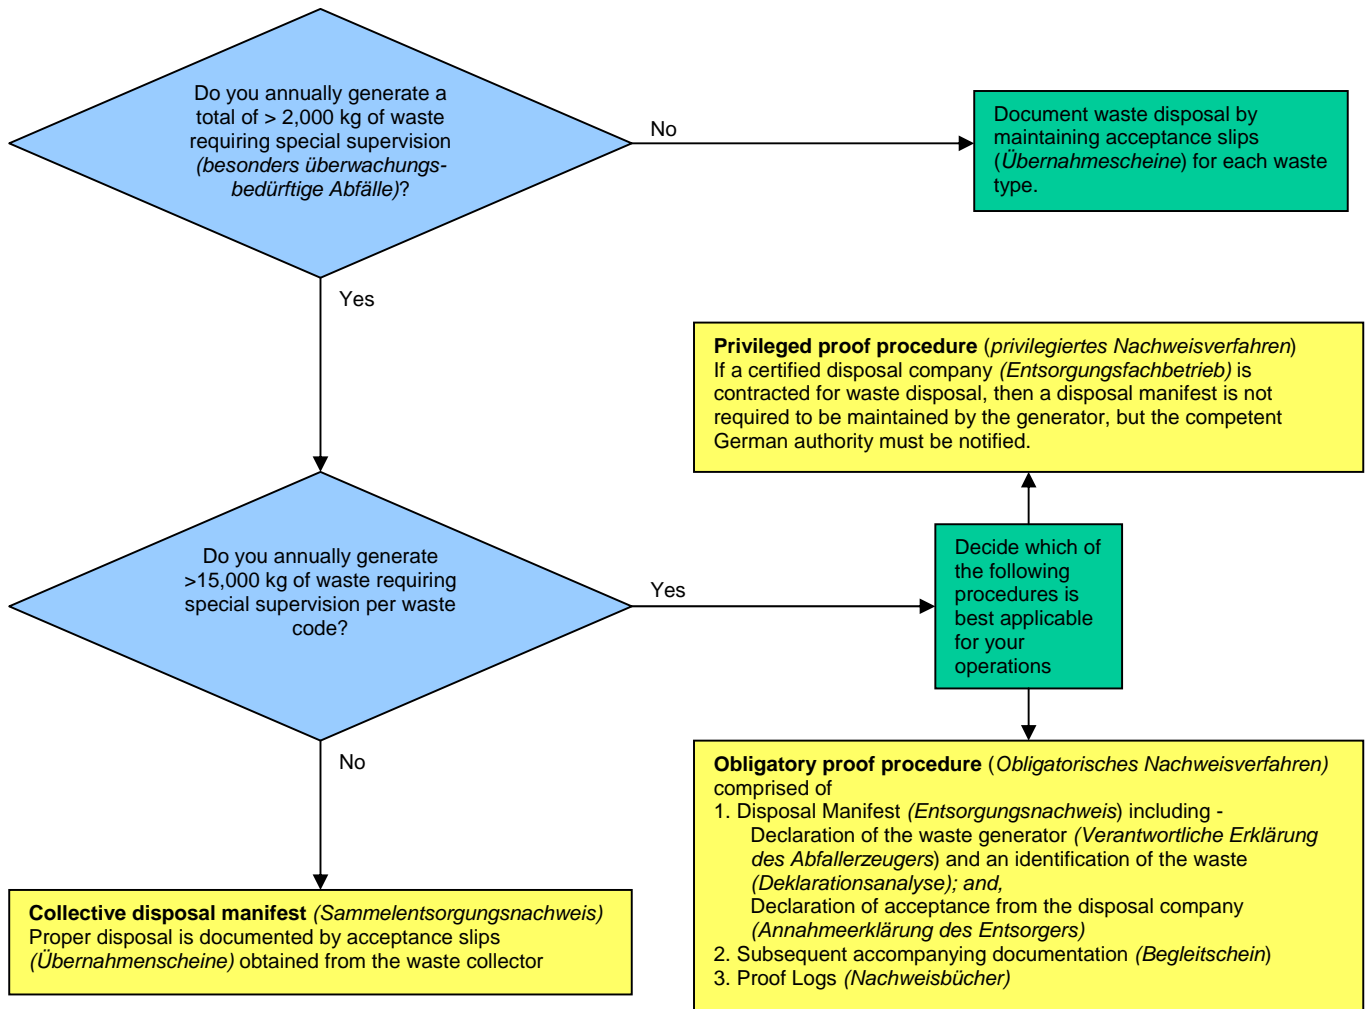 Do you annually generate a
total of > 2,000 kg of waste
requiring special supervision
(besonders überwachungs-
bedürftige Abfälle)?
No
Document waste disposal by
maintaining acceptance slips
(Übernahmescheine) for each waste
type.
Yes
Privileged proof procedure (privilegiertes Nachweisverfahren)
If a certified disposal company (Entsorgungsfachbetrieb) is
contracted for waste disposal, then a disposal manifest is not
required to be maintained by the generator, but the competent
German authority must be notified.
Do you annually generate
>15,000 kg of waste requiring
special supervision per waste
code?
Yes
Decide which of
the following
procedures is
best applicable
for your
operations
No
Obligatory proof procedure (Obligatorisches Nachweisverfahren)
comprised of
1. Disposal Manifest (Entsorgungsnachweis) including -
Declaration of the waste generator (Verantwortliche Erklärung
des Abfallerzeugers) and an identification of the waste
(Deklarationsanalyse); and,
Declaration of acceptance from the disposal company
(Annahmeerklärung des Entsorgers)
2. Subsequent accompanying documentation (Begleitschein)
3. Proof Logs (Nachweisbücher)
Collective disposal manifest (Sammelentsorgungsnachweis)
Proper disposal is documented by acceptance slips
(Übernahmenscheine) obtained from the waste collector